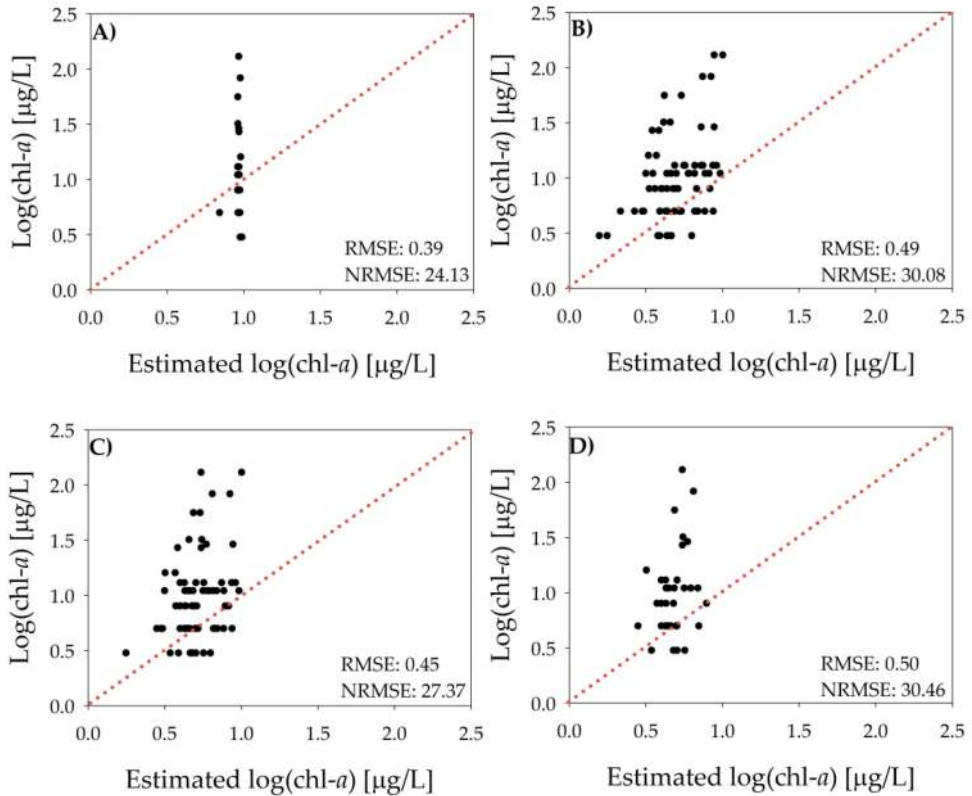 A)
Log(chl-a) [µg/L]
2.5
2.0
1.5
1.0
0.5
0.0
RMSE: 0.39
NRMSE: 24.13
0.0 0.5 1.0 1.5 2.0 2.5
Estimated log(chl-a) [µg/L]
B)
Log(chl-a) [µg/L]
2.5
2.0
1.5
1.0
0.5
0.0
RMSE: 0.49
NRMSE: 30.08
0.0 0.5 1.0 1.5 2.0 2.5
Estimated log(chl-a) [µg/L]
C)
Log(chl-a) [µg/L]
2.5
2.0
1.5
1.0
0.5
0.0
RMSE: 0.45
NRMSE: 27.37
0.0 0.5 1.0 1.5 2.0 2.5
Estimated log(chl-a) [µg/L]
D)
Log(chl-a) [µg/L]
2.5
2.0
1.5
1.0
0.5
0.0
RMSE: 0.50
NRMSE: 30.46
0.0 0.5 1.0 1.5 2.0 2.5
Estimated log(chl-a) [µg/L]